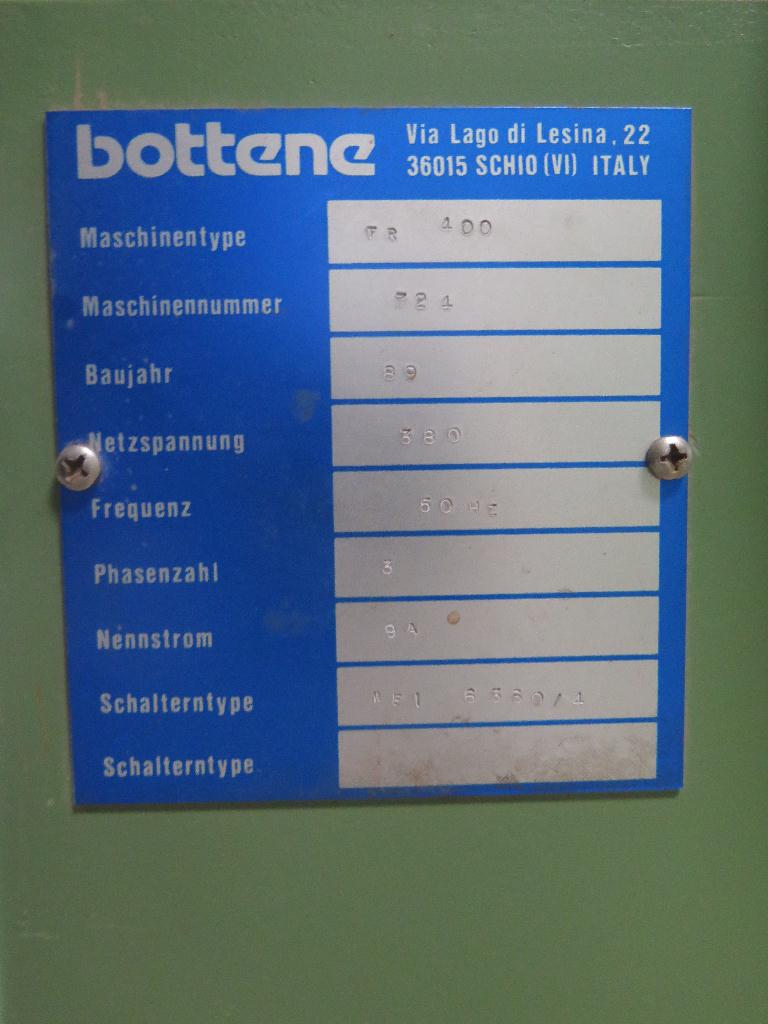 bottene
Via Lago di Lesina, 22
36015 SCHIO (VI) ITALY
Maschinentype FR 400
Maschinennummer 724
Baujahr 89
Netzspannung 380
Frequenz 50 HZ
Phasenzahl 3
Nennstrom 9A
Schalterntype
Schalterntype